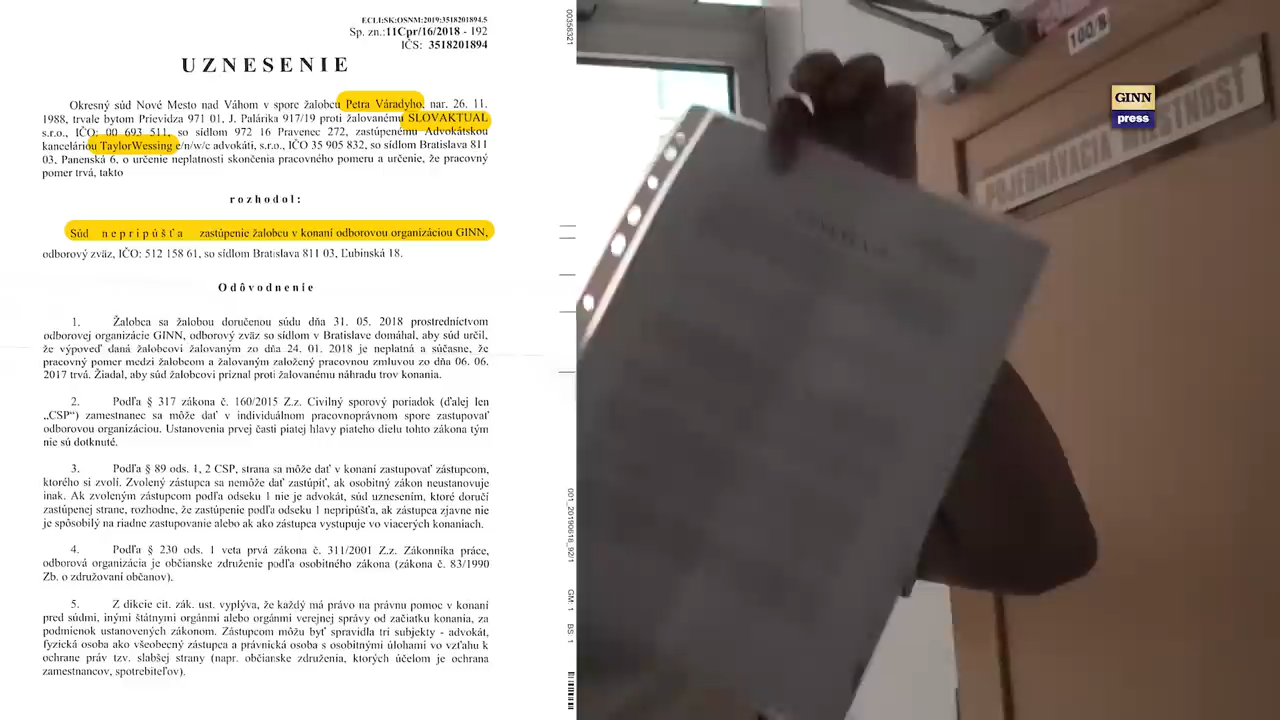 ECLI:SK:OSNM:2019:3518201894.5
Sp. zn.:11Cpr/16/2018 - 192
IČS: 3518201894
UZNESENIE
Okresný súd Nové Mesto nad Váhom v spore žalobcu Petra Váradyho, nar. 26. 11.
1988, trvale bytom Prievidza 971 01. J. Palárika 917/19 proti žalovanému SLOVAKTUAL
s.r.o., IČO: 00 693 511, so sídlom 972 16 Pravenec 272, zastúpenému Advokátskou
kanceláriou TaylorWessing e/n/w/c advokáti, s.r.o., IČO 35 905 832, so sídlom Bratislava 811
03, Panenská 6, o určenie neplatnosti skončenia pracovného pomeru a určenie, že pracovný
pomer trvá, takto
rozhodol:
Súd nepripúšťa zastúpenie žalobcu v konaní odborovou organizáciou GINN,
odborový zväz, IČO: 512 158 61, so sídlom Bratislava 811 03, Ľubinská 18.
Odôvodnenie
1. Žalobca sa žalobou doručenou súdu dňa 31. 05. 2018 prostredníctvom
odborovej organizácie GINN, odborový zväz so sídlom v Bratislave domáhal, aby súd určil,
že výpoveď daná žalobcovi žalovaným zo dňa 24. 01. 2018 je neplatná a súčasne, že
pracovný pomer medzi žalobcom a žalovaným založený pracovnou zmluvou zo dňa 06. 06.
2017 trvá. Žiadal, aby súd žalobcovi priznal proti žalovanému náhradu trov konania.
2. Podľa § 317 zákona č. 160/2015 Z.z. Civilný sporový poriadok (ďalej len
„CSP“) zamestnanec sa môže dať v individuálnom pracovnoprávnom spore zastupovať
odborovou organizáciou. Ustanovenia prvej časti piatej hlavy piateho dielu tohto zákona tým
nie sú dotknuté.
3. Podľa § 89 ods. 1, 2 CSP, strana sa môže dať v konaní zastupovať zástupcom,
ktorého si zvolí. Zvolený zástupca sa nemôže dať zastúpiť, ak osobitný zákon neustanovuje
inak. Ak zvoleným zástupcom podľa odseku 1 nie je advokát, súd uznesením, ktoré doručí
zastúpenej strane, rozhodne, že zastúpenie podľa odseku 1 nepripúšťa, ak zástupca zjavne nie
je spôsobilý na riadne zastupovanie alebo ak ako zástupca vystupuje vo viacerých konaniach.
4. Podľa § 230 ods. 1 veta prvá zákona č. 311/2001 Z.z. Zákonníka práce,
odborová organizácia je občianske združenie podľa osobitného zákona (zákona č. 83/1990
Zb. o združovaní občanov).
5. Z dikcie cit. zák. ust. vyplýva, že každý má právo na právnu pomoc v konaní
pred súdmi, inými štátnymi orgánmi alebo orgánmi verejnej správy od začiatku konania, za
podmienok ustanovených zákonom. Zástupcom môžu byť spravidla tri subjekty - advokát,
fyzická osoba ako všeobecný zástupca a právnická osoba s osobitnými úlohami vo vzťahu k
ochrane práv tzv. slabšej strany (napr. občianske združenia, ktorých účelom je ochrana
zamestnancov, spotrebiteľov).
00358321
001_20190618_92/1
GM: 1
BS: 1
100/8
GINN
press
POJEDNÁVACIA MIESTNOSŤ